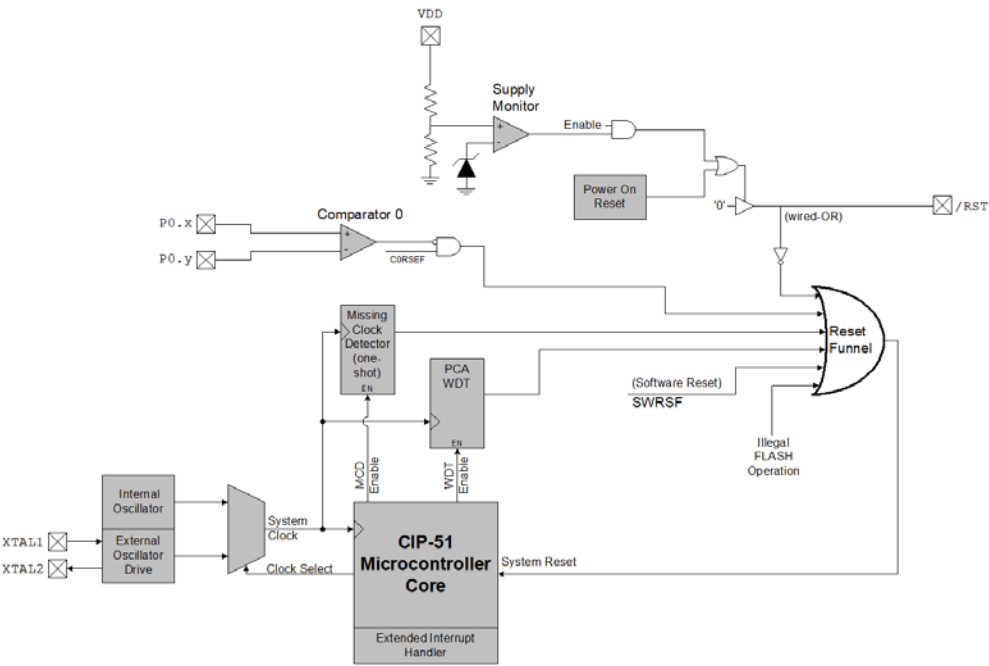 VDD
Supply
Monitor
+
-
Enable
Power On
Reset
'0'
/RST
(wired-OR)
P0.x
P0.y
Comparator 0
+
-
C0RSEF
Missing
Clock
Detector
(one-
shot)
EN
PCA
WDT
EN
Reset
Funnel
(Software Reset)
SWRSF
Illegal
FLASH
Operation
MCD
Enable
WDT
Enable
Internal
Oscillator
External
Oscillator
Drive
XTAL1
XTAL2
System
Clock
Clock Select
CIP-51
Microcontroller
Core
System Reset
Extended Interrupt
Handler